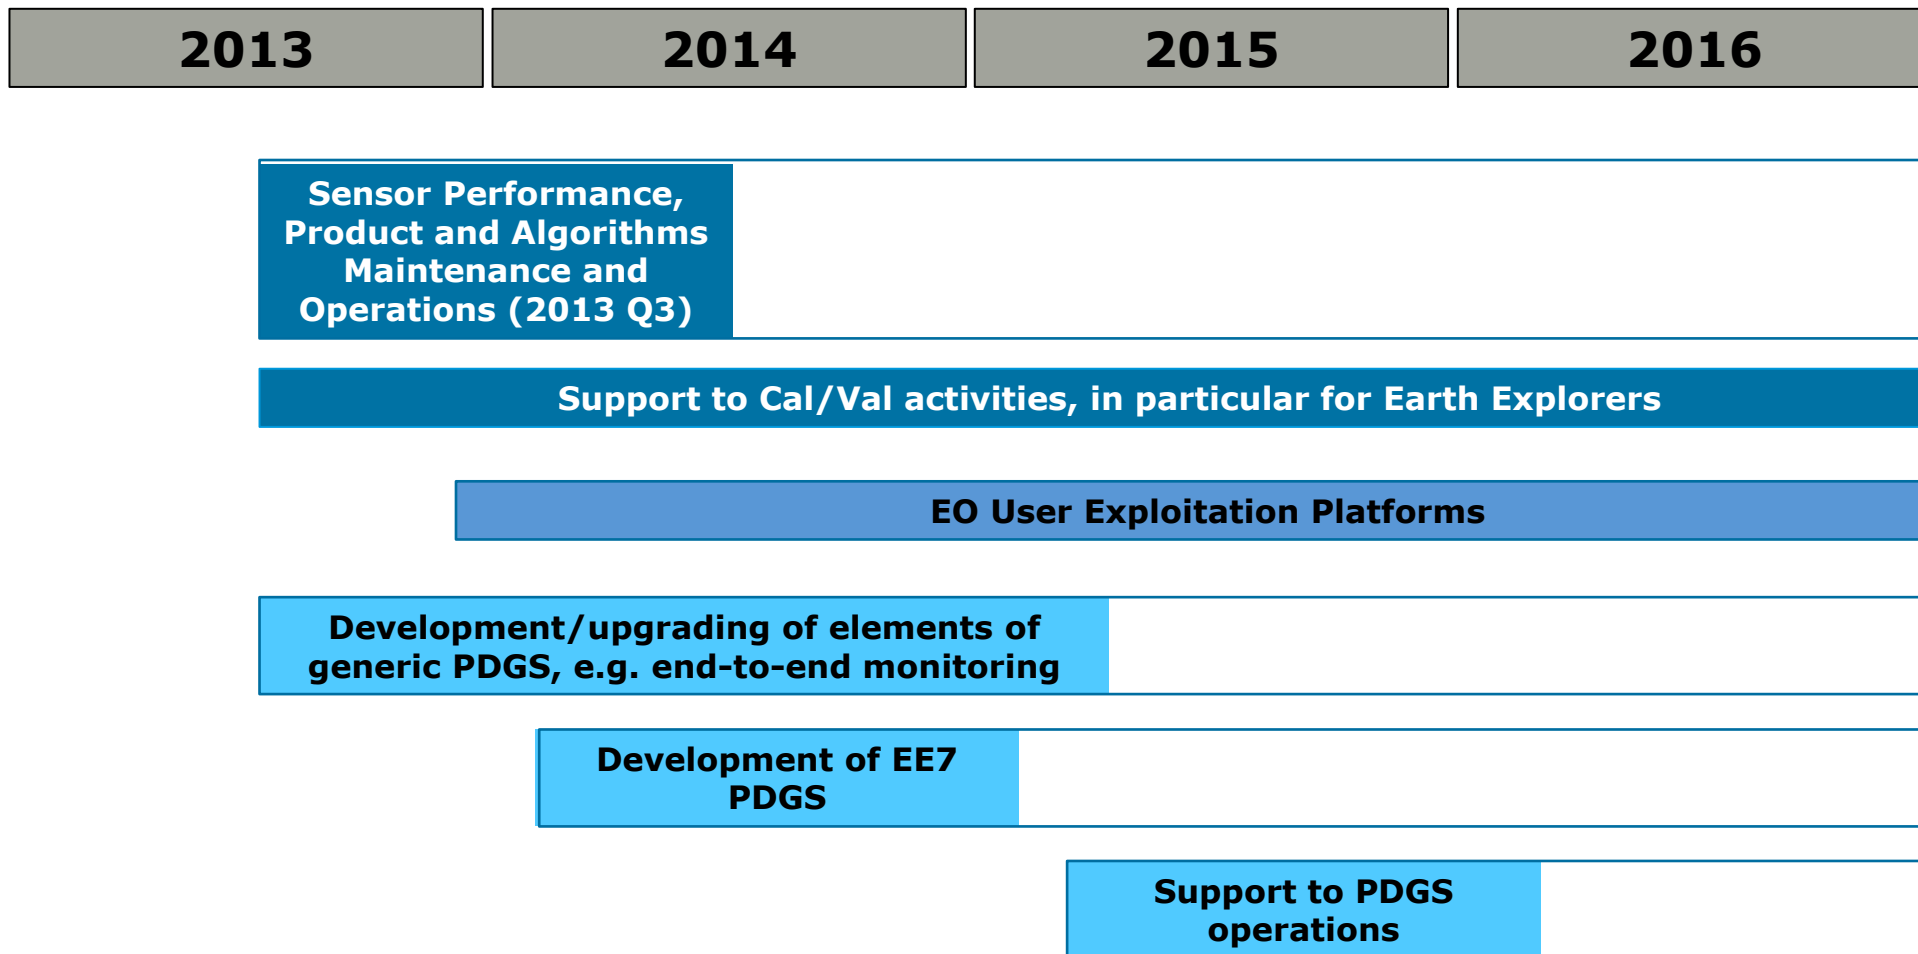 2013 2014 2015 2016
Sensor Performance,
Product and Algorithms
Maintenance and
Operations (2013 Q3)
Support to Cal/Val activities, in particular for Earth Explorers
EO User Exploitation Platforms
Development/upgrading of elements of
generic PDGS, e.g. end-to-end monitoring
Development of EE7
PDGS
Support to PDGS
operations